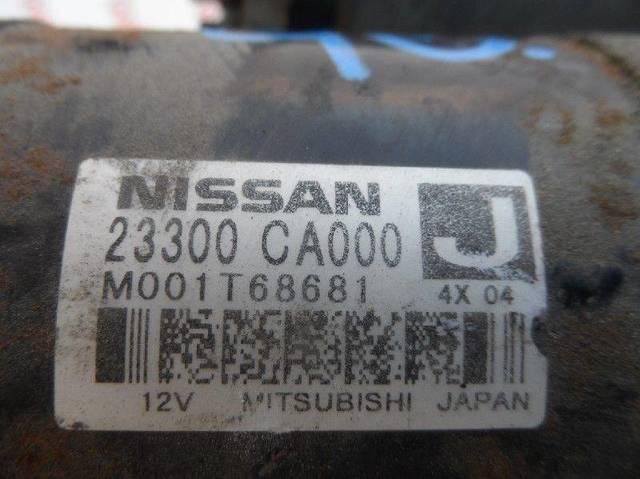 NISSAN
23300 CA000
J
M001T68681
4X 04
12V MITSUBISHI JAPAN